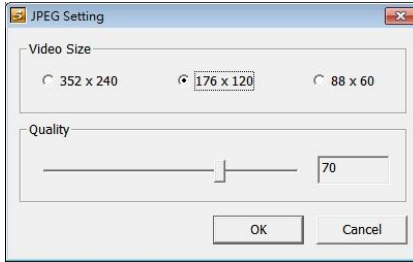 JPEG Setting
Video Size
352 x 240 176 x 120 88 x 60
Quality
70
OK Cancel